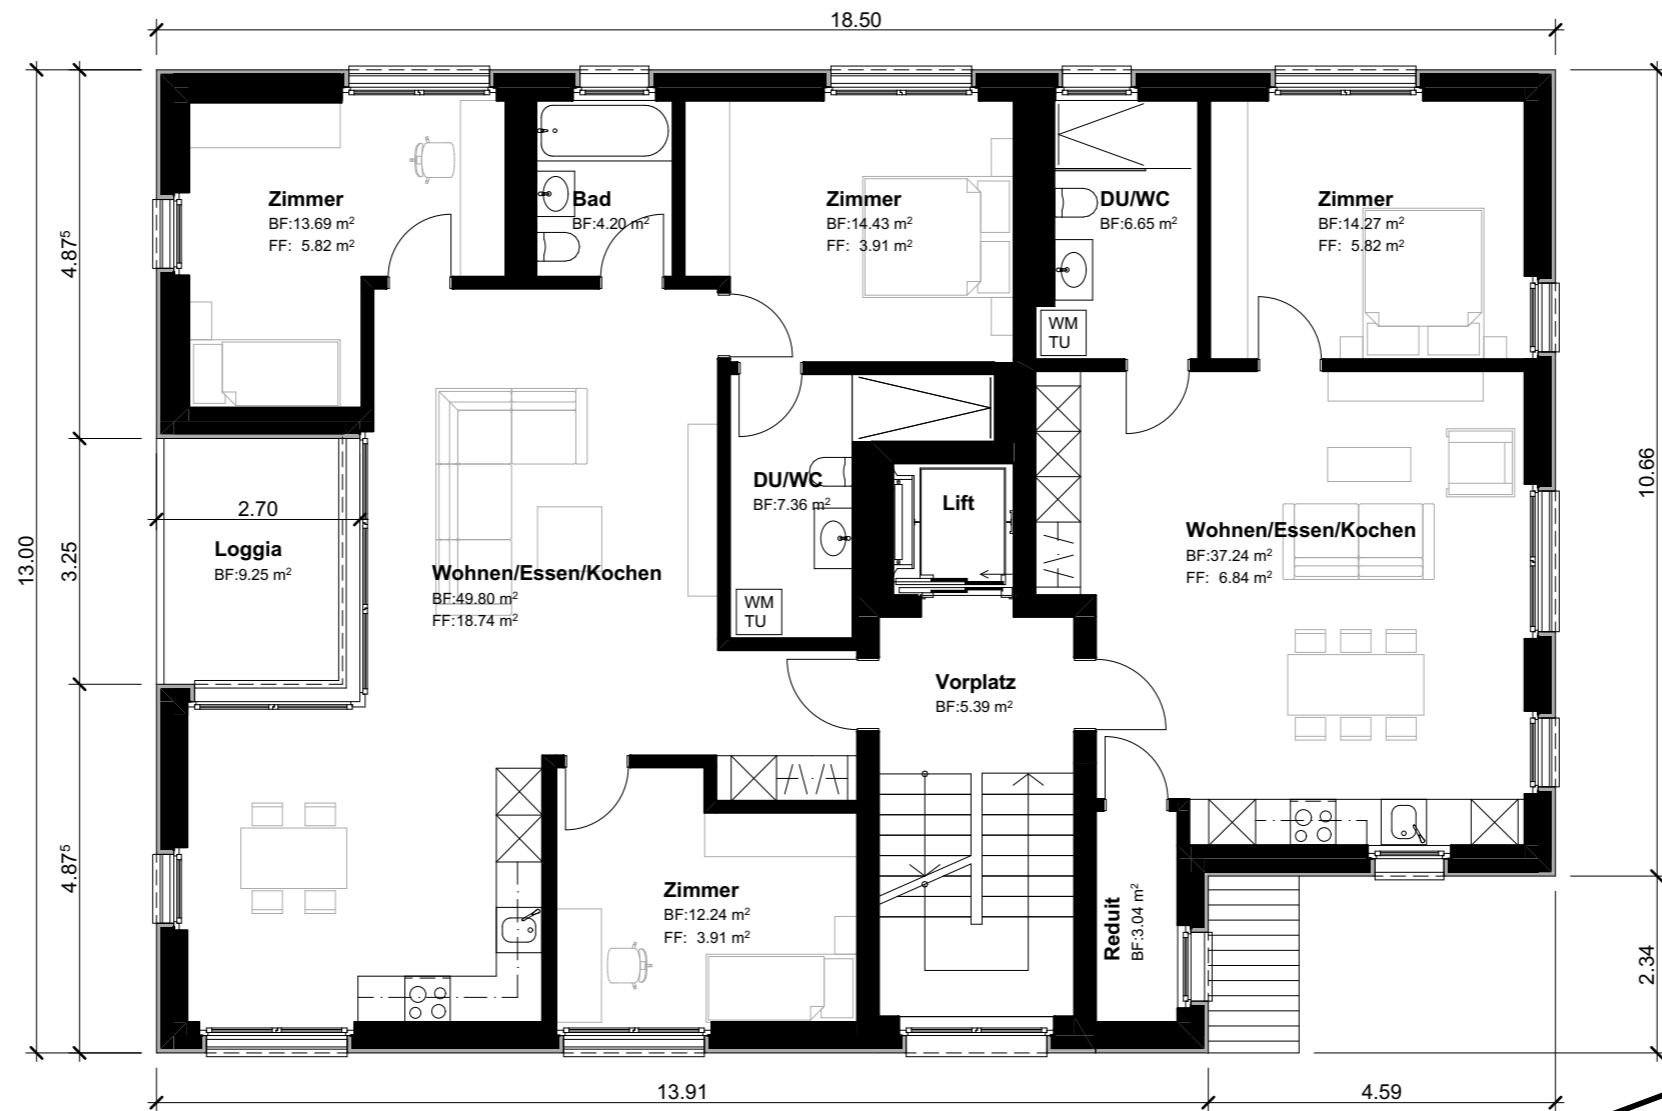 18.50
Zimmer
BF:13.69 m²
FF: 5.82 m²
Bad
BF:4.20 m²
Zimmer
BF:14.43 m²
FF: 3.91 m²
DU/WC
BF:6.65 m²
Zimmer
BF:14.27 m²
FF: 5.82 m²
4.87⁵
WM
TU
DU/WC
BF:7.36 m²
Lift
10.66
2.70
Loggia
BF:9.25 m²
13.00
3.25
Wohnen/Essen/Kochen
BF:49.80 m²
FF:18.74 m²
Wohnen/Essen/Kochen
BF:37.24 m²
FF: 6.84 m²
WM
TU
Vorplatz
BF:5.39 m²
4.87⁵
Zimmer
BF:12.24 m²
FF: 3.91 m²
Reduit
BF:3.04 m²
2.34
13.91
4.59